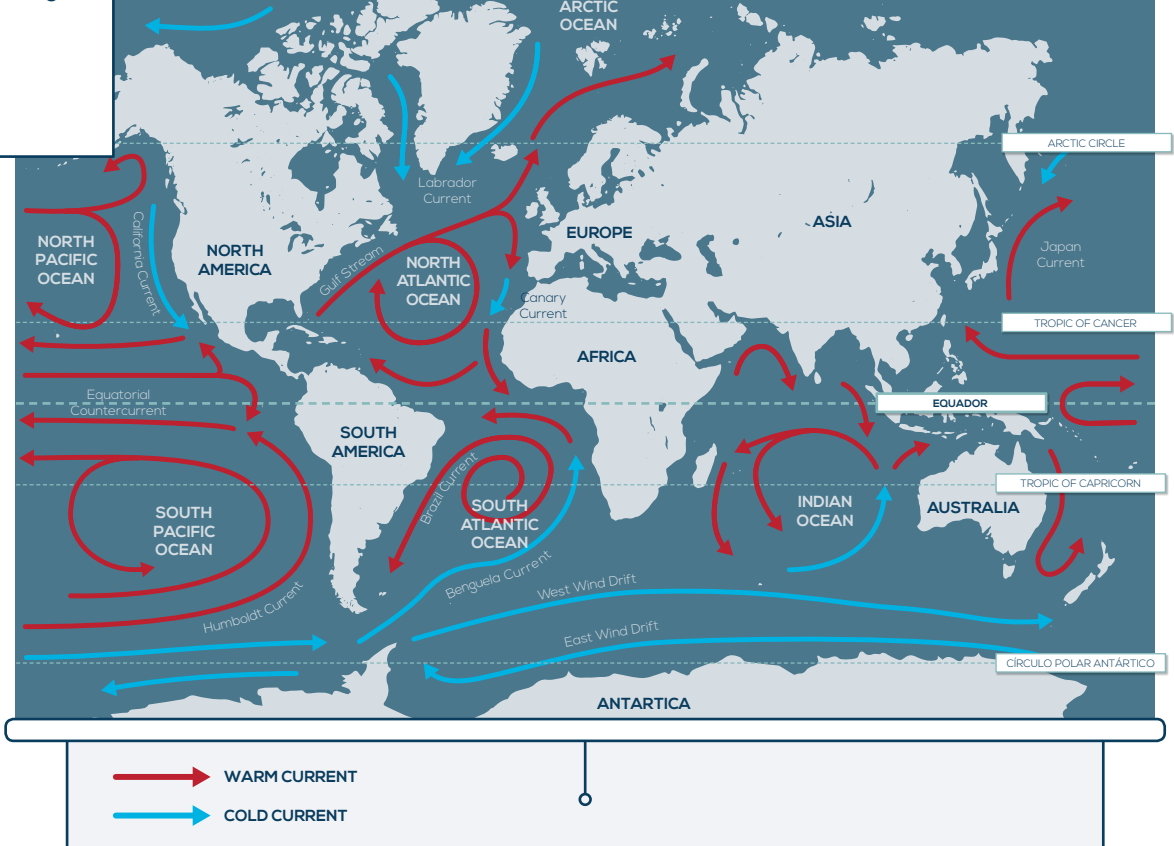 ARCTIC
OCEAN
ARCTIC CIRCLE
Labrador
Current
ASIA
EUROPE
NORTH
AMERICA
NORTH
PACIFIC
OCEAN
California Current
Gulf Stream
NORTH
ATLANTIC
OCEAN
Japan
Current
Canary
Current
TROPIC OF CANCER
AFRICA
Equatorial
Countercurrent
EQUADOR
SOUTH
AMERICA
Brazil Current
TROPIC OF CAPRICORN
SOUTH
PACIFIC
OCEAN
SOUTH
ATLANTIC
OCEAN
INDIAN
OCEAN
AUSTRALIA
Benguela Current
West Wind Drift
Humboldt Current
East Wind Drift
CÍRCULO POLAR ANTÁRTICO
ANTARTICA
WARM CURRENT
COLD CURRENT